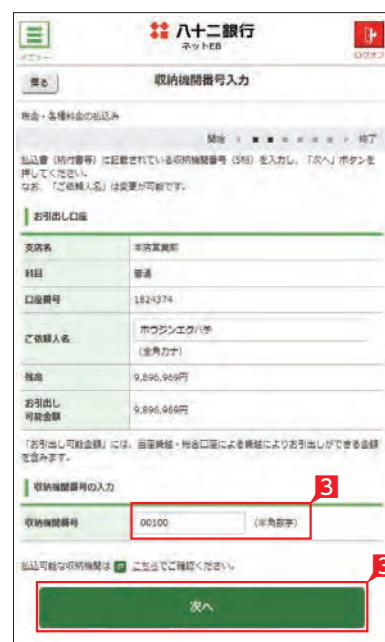 八十二銀行
ネットEB
メニュー
ログオフ
戻る
収納機関番号入力
税金・各種料金の払込み
開始
終了
払込書（納付書等）に記載されている収納機関番号（5桁）を入力し、「次へ」ボタンを
押してください。
なお、「ご依頼人名」は変更が可能です。
お引出し口座
支店名 本店営業部
科目 普通
口座番号 1824374
ご依頼人名 ホウジンエクハチ
（全角カナ）
残高 9,896,969円
お引出し
可能金額 9,896,969円
「お引出し可能金額」には、当座貸越・総合口座による貸越によりお引出しができる金額
を含みます。
収納機関番号の入力
3
収納機関番号 00100 （半角数字）
払込可能な収納機関は こちらでご確認ください。
3
次へ